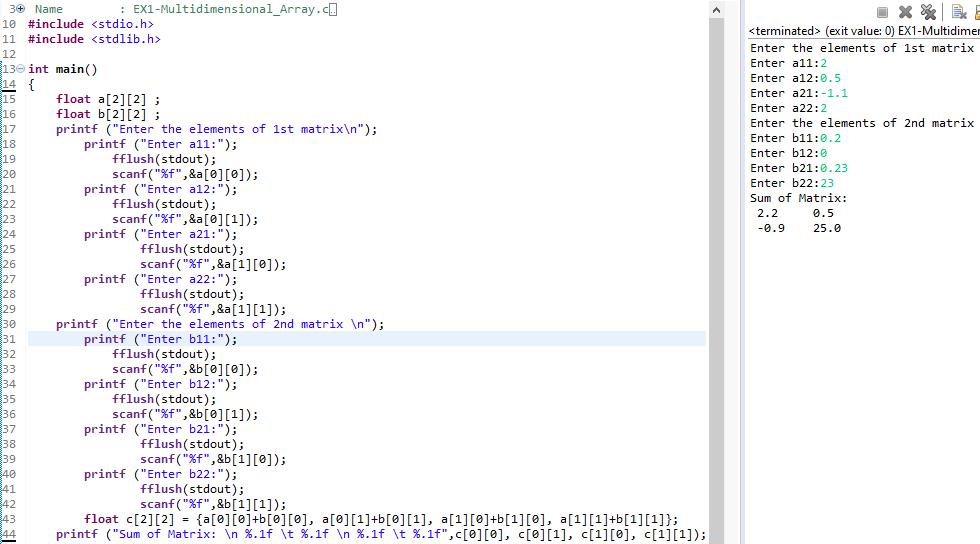 3 Name : EX1-Multidimensional_Array.c..
10 #include <stdio.h>
11 #include <stdlib.h>
12
13 int main()
14 {
15 float a[2][2] ;
16 float b[2][2] ;
17 printf ("Enter the elements of 1st matrix\n");
18 printf ("Enter a11:");
19 fflush(stdout);
20 scanf("%f",&a[0][0]);
21 printf ("Enter a12:");
22 fflush(stdout);
23 scanf("%f",&a[0][1]);
24 printf ("Enter a21:");
25 fflush(stdout);
26 scanf("%f",&a[1][0]);
27 printf ("Enter a22:");
28 fflush(stdout);
29 scanf("%f",&a[1][1]);
30 printf ("Enter the elements of 2nd matrix \n");
31 printf ("Enter b11:");
32 fflush(stdout);
33 scanf("%f",&b[0][0]);
34 printf ("Enter b12:");
35 fflush(stdout);
36 scanf("%f",&b[0][1]);
37 printf ("Enter b21:");
38 fflush(stdout);
39 scanf("%f",&b[1][0]);
40 printf ("Enter b22:");
41 fflush(stdout);
42 scanf("%f",&b[1][1]);
43 float c[2][2] = {a[0][0]+b[0][0], a[0][1]+b[0][1], a[1][0]+b[1][0], a[1][1]+b[1][1]};
44 printf ("Sum of Matrix: \n %.1f \t %.1f \n %.1f \t %.1f",c[0][0], c[0][1], c[1][0], c[1][1]);
<terminated> (exit value: 0) EX1-Multidimen
Enter the elements of 1st matrix
Enter a11:2
Enter a12:0.5
Enter a21:-1.1
Enter a22:2
Enter the elements of 2nd matrix
Enter b11:0.2
Enter b12:0
Enter b21:0.23
Enter b22:23
Sum of Matrix:
2.2 0.5
-0.9 25.0